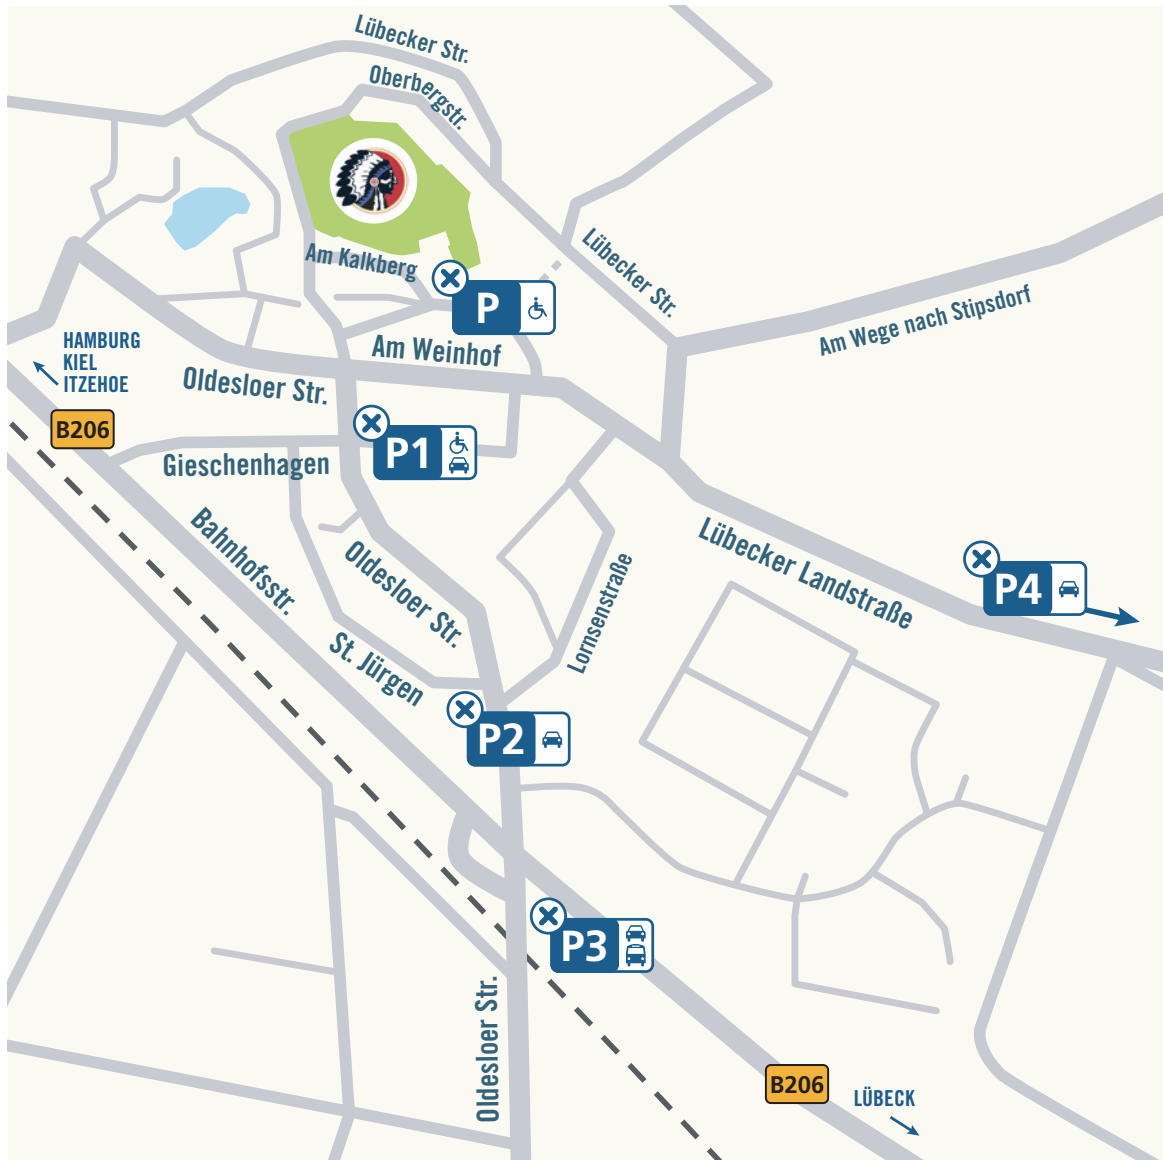 Lübecker Str.
Oberbergstr.
Am Kalkberg
Lübecker Str.
P
Am Wege nach Stipsdorf
HAMBURG
KIEL
ITZEHOE
Am Weinhof
Oldesloer Str.
B206
P1
Gieschenhagen
Bahnhofsstr.
Oldesloer Str.
Lübecker Landstraße
P4
Lornsenstraße
St. Jürgen
P2
P3
Oldesloer Str.
B206
LÜBECK